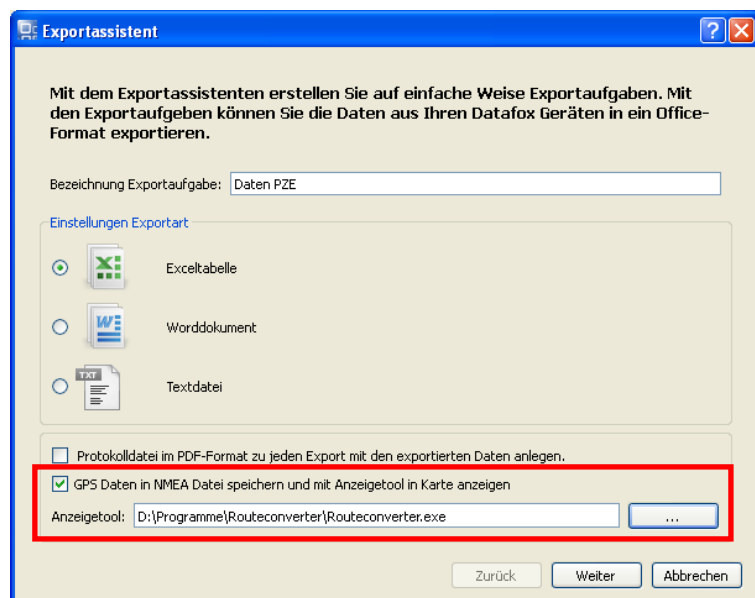 Exportassistent
Mit dem Exportassistenten erstellen Sie auf einfache Weise Exportaufgaben. Mit
den Exportaufgeben können Sie die Daten aus Ihren Datafox Geräten in ein Office-
Format exportieren.
Bezeichnung Exportaufgabe: Daten PZE
Einstellungen Exportart
Exceltabelle
Worddokument
TXT
Textdatei
Protokolldatei im PDF-Format zu jeden Export mit den exportierten Daten anlegen.
GPS Daten in NMEA Datei speichern und mit Anzeigetool in Karte anzeigen
Anzeigetool: D:\Programme\Routeconverter\Routeconverter.exe ...
Zurück Weiter Abbrechen